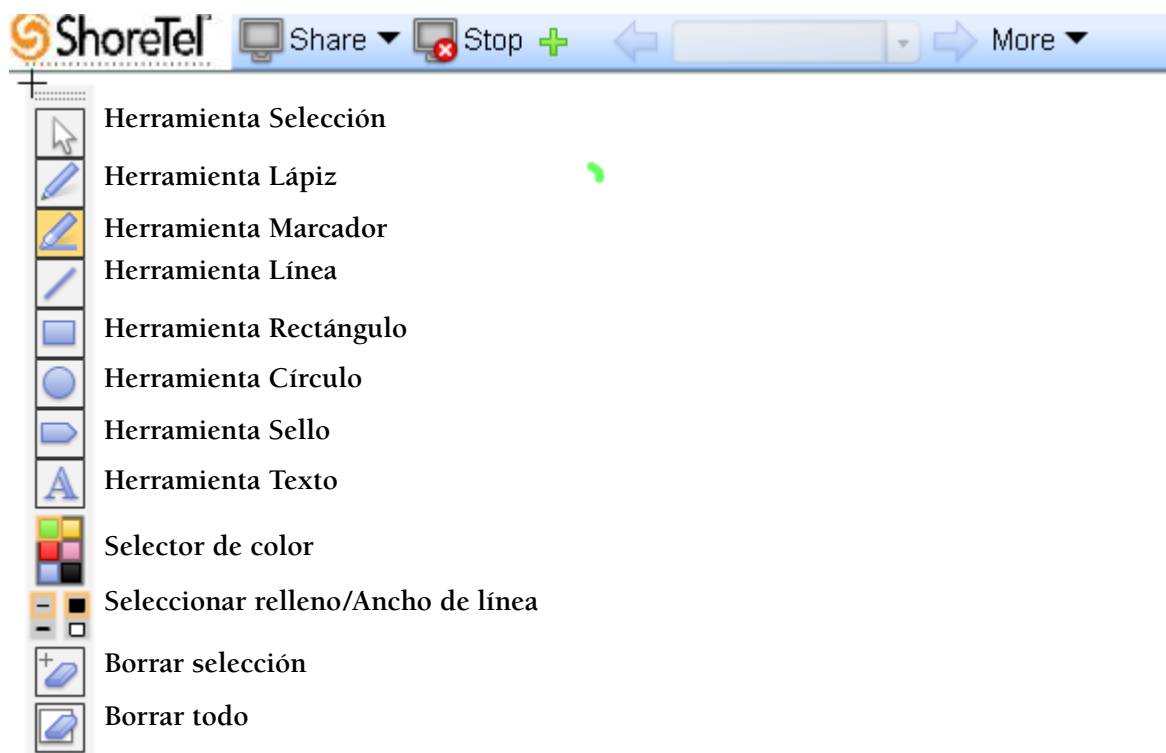 ShoreTel Share Stop More
Herramienta Selección
Herramienta Lápiz
Herramienta Marcador
Herramienta Línea
Herramienta Rectángulo
Herramienta Círculo
Herramienta Sello
A Herramienta Texto
Selector de color
Seleccionar relleno/Ancho de línea
Borrar selección
Borrar todo